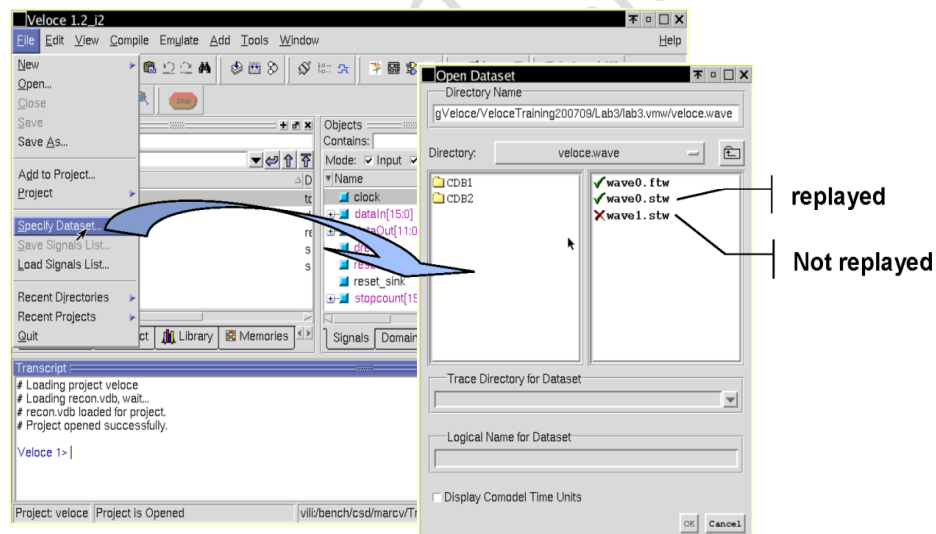 Veloce 1.2_i2
File Edit View Compile Emulate Add Tools Window Help
New
Open...
Close
Save
Save As...
Add to Project...
Project
Specify Dataset...
Save Signals List...
Load Signals List...
Recent Directories
Recent Projects
Quit
Stop
Objects
Contains:
Mode: Input
Name
clock
dataIn[15:0]
dataOut[11:0
reset_sink
stopcount[15
Library Memories
Signals Domain
Transcript
# Loading project veloce
# Loading recon.vdb, wait...
# recon.vdb loaded for project.
# Project opened successfully.
Veloce 1>
Project: veloce Project is Opened vili:/bench/csd/marcv/Tr
Open Dataset
Directory Name
gVeloce/VeloceTraining200709/Lab3/lab3.vmw/veloce.wave
Directory: veloce.wave
CDB1
CDB2
wave0.ftw
wave0.stw
wave1.stw
Trace Directory for Dataset
Logical Name for Dataset
Display Comodel Time Units
OK Cancel
replayed
Not replayed